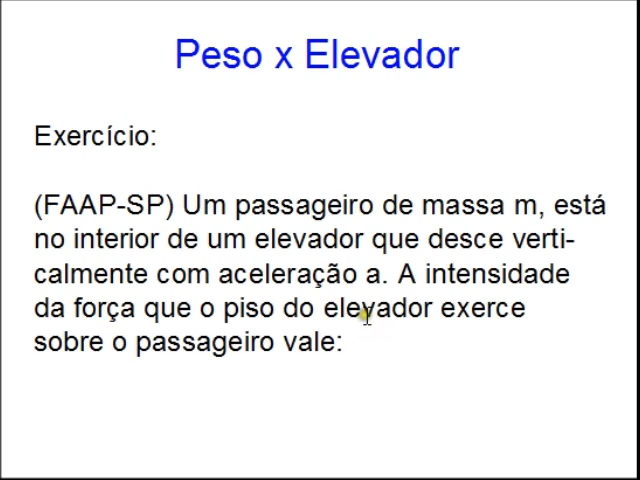 Peso x Elevador
Exercício:
(FAAP-SP) Um passageiro de massa m, está
no interior de um elevador que desce verti-
calmente com aceleração a. A intensidade
da força que o piso do elevador exerce
sobre o passageiro vale: